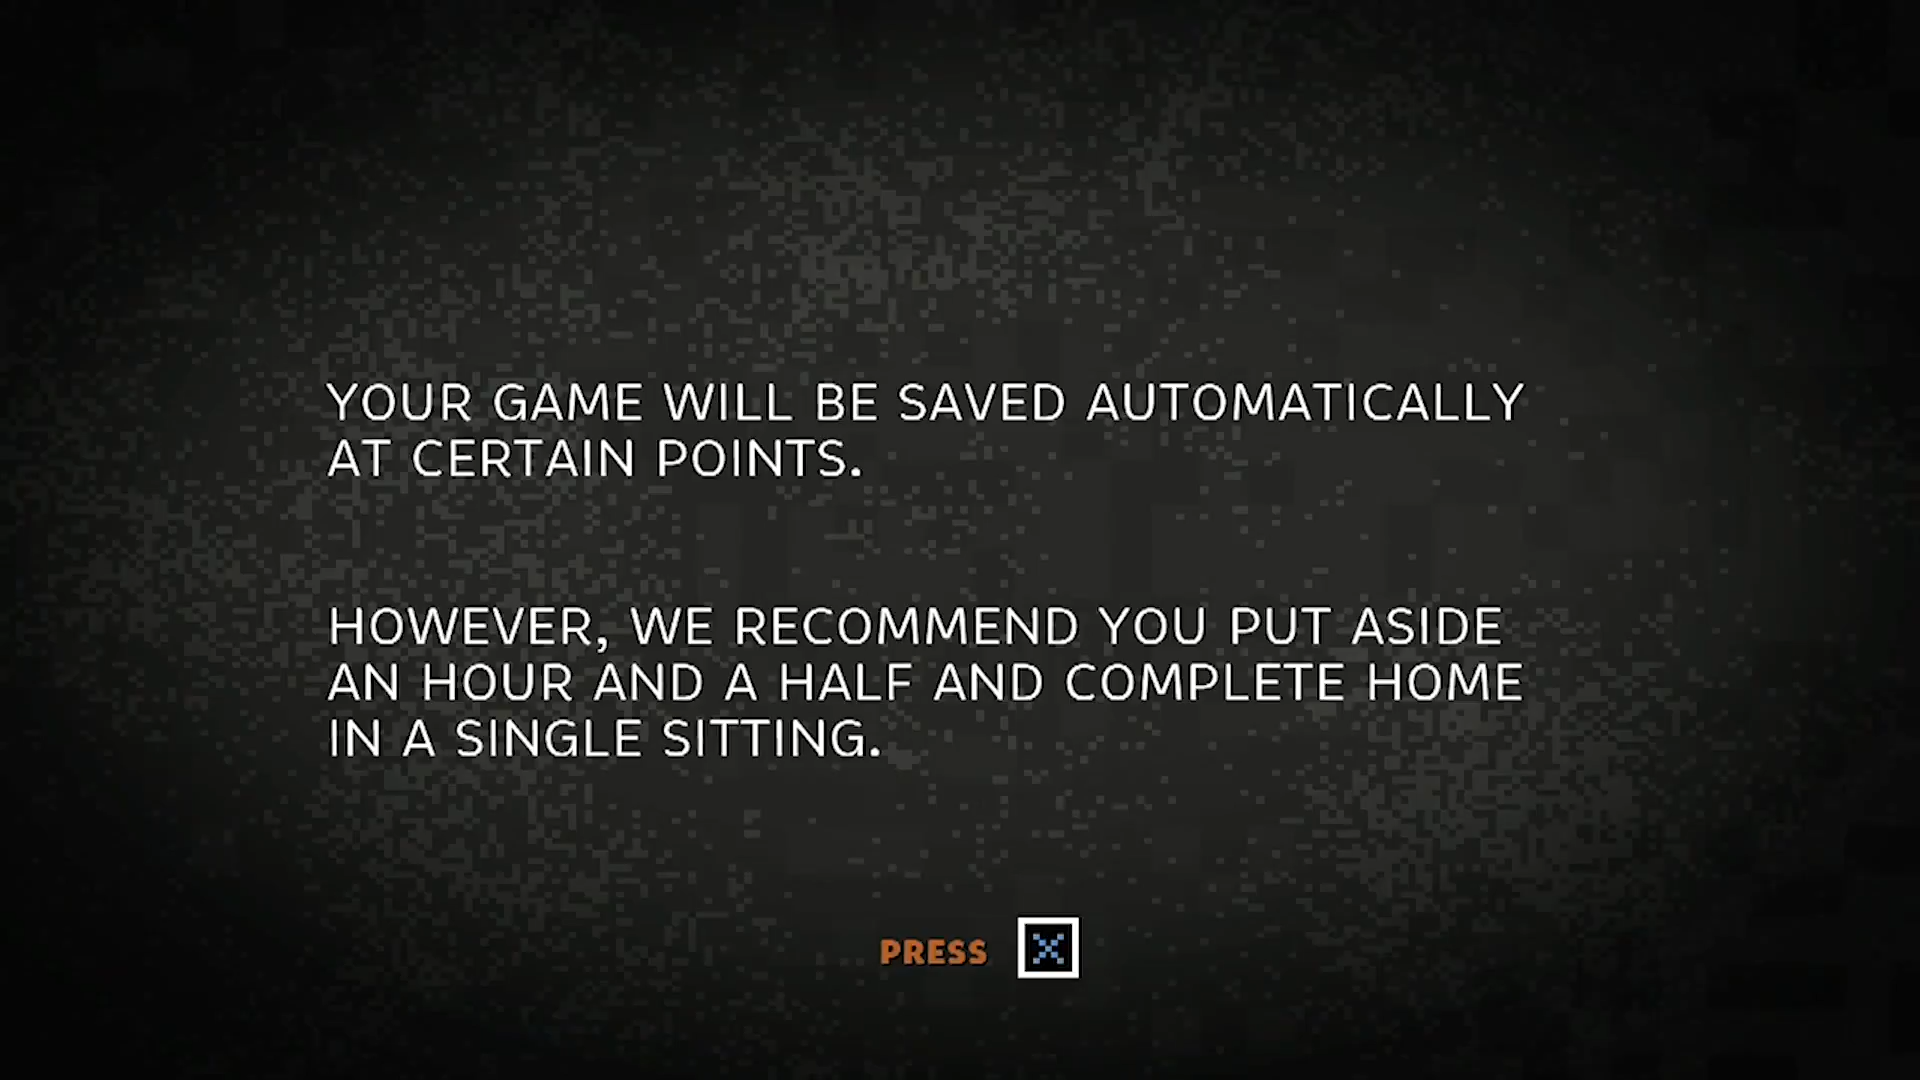 YOUR GAME WILL BE SAVED AUTOMATICALLY
AT CERTAIN POINTS.
HOWEVER, WE RECOMMEND YOU PUT ASIDE
AN HOUR AND A HALF AND COMPLETE HOME
IN A SINGLE SITTING.
PRESS X